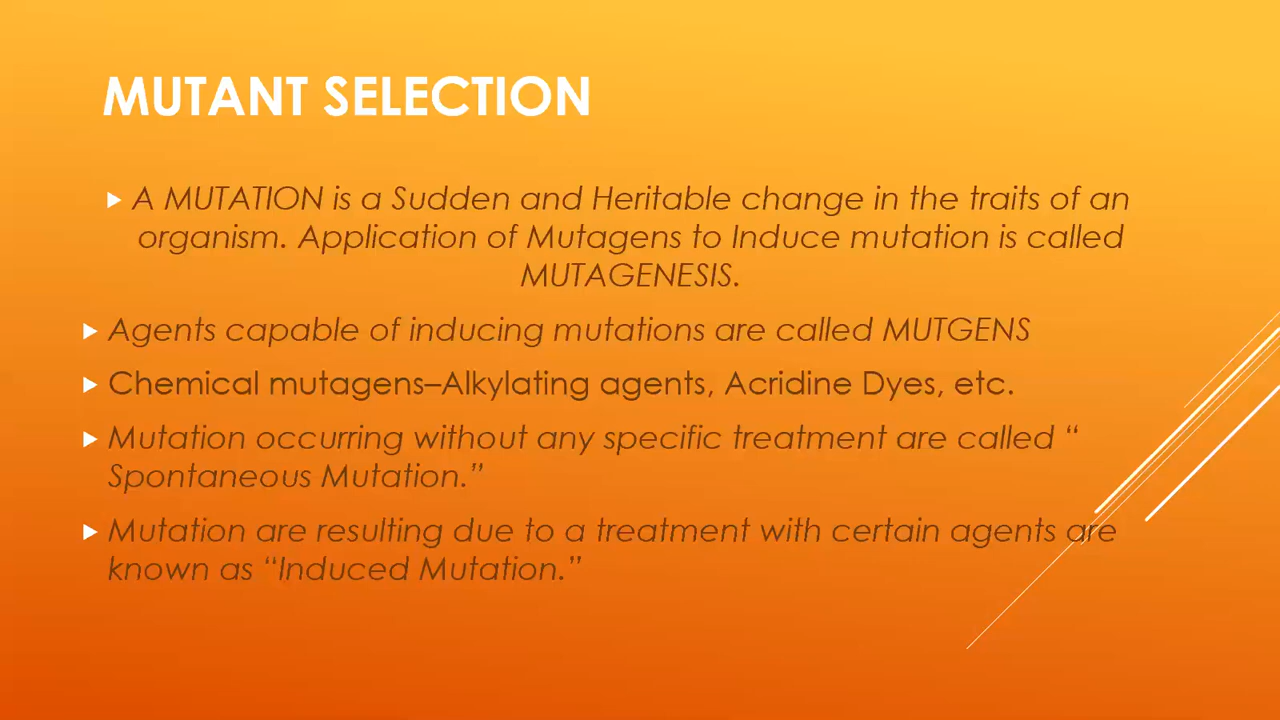 MUTANT SELECTION
A MUTATION is a Sudden and Heritable change in the traits of an
organism. Application of Mutagens to Induce mutation is called
MUTAGENESIS.
Agents capable of inducing mutations are called MUTGENS
Chemical mutagens–Alkylating agents, Acridine Dyes, etc.
Mutation occurring without any specific treatment are called “
Spontaneous Mutation.”
Mutation are resulting due to a treatment with certain agents are
known as “Induced Mutation.”